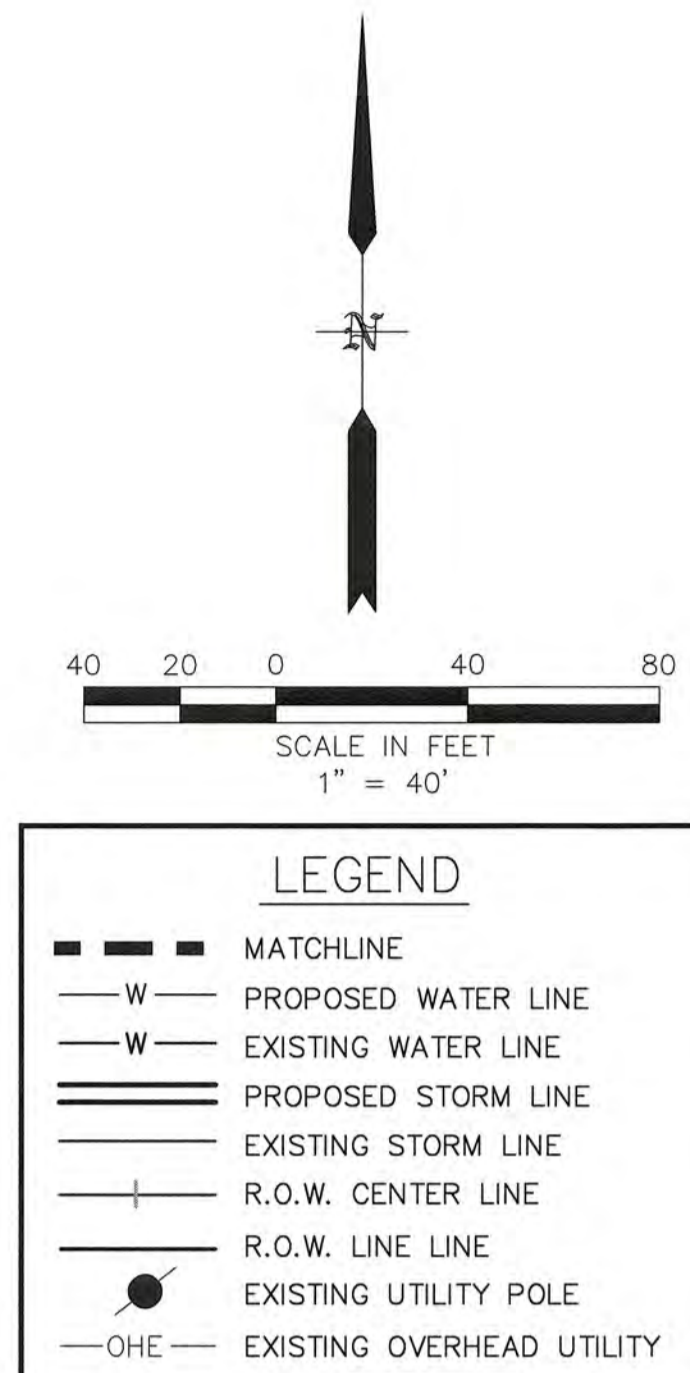 N
40 20 0 40 80
SCALE IN FEET
1" = 40'
LEGEND
MATCHLINE
W PROPOSED WATER LINE
W EXISTING WATER LINE
PROPOSED STORM LINE
EXISTING STORM LINE
R.O.W. CENTER LINE
R.O.W. LINE LINE
EXISTING UTILITY POLE
OHE EXISTING OVERHEAD UTILITY